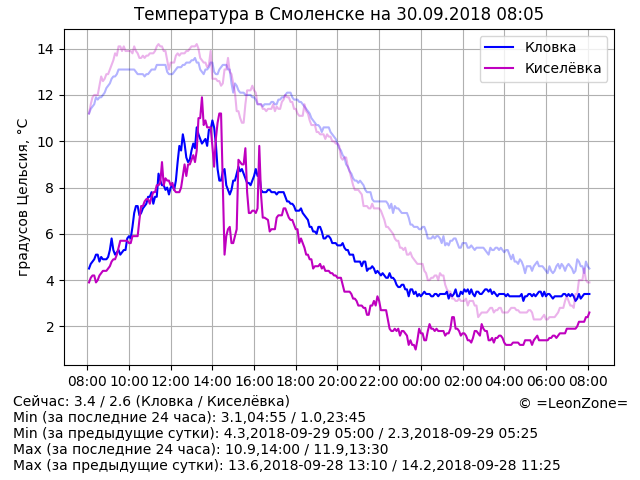 Температура в Смоленске на 30.09.2018 08:05
Кловка
Киселёвка
градусов Цельсия, °C
14
12
10
8
6
4
2
08:00 10:00 12:00 14:00 16:00 18:00 20:00 22:00 00:00 02:00 04:00 06:00 08:00
Сейчас: 3.4 / 2.6 (Кловка / Киселёвка)
© =LeonZone=
Min (за последние 24 часа): 3.1,04:55 / 1.0,23:45
Min (за предыдущие сутки): 4.3,2018-09-29 05:00 / 2.3,2018-09-29 05:25
Max (за последние 24 часа): 10.9,14:00 / 11.9,13:30
Max (за предыдущие сутки): 13.6,2018-09-28 13:10 / 14.2,2018-09-28 11:25